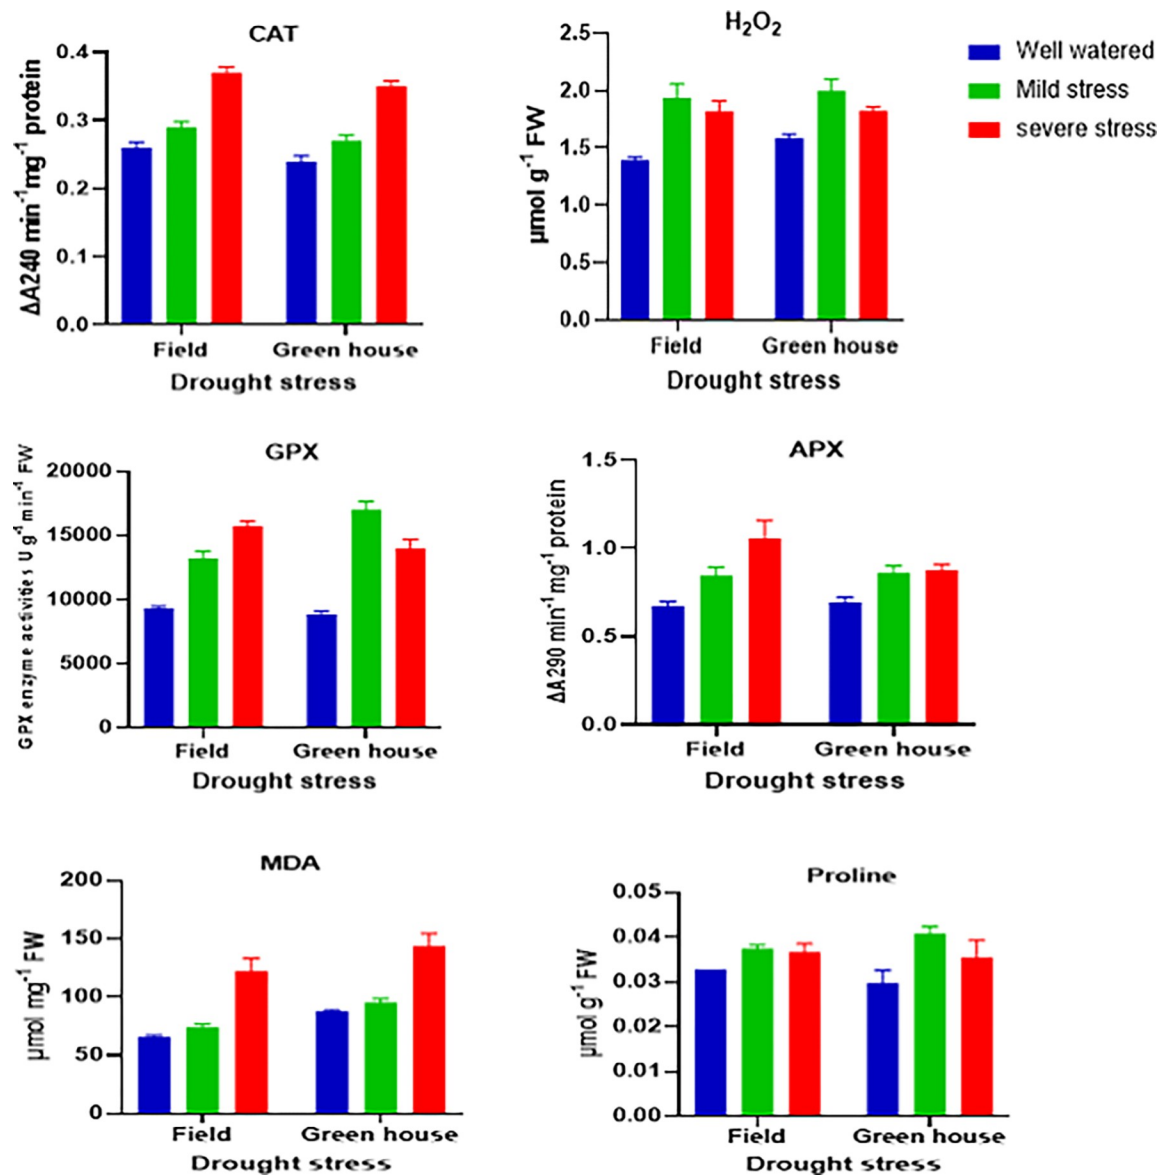 CAT
ΔA240 min⁻¹mg⁻¹ protein
0.4
0.3
0.2
0.1
0.0
Field
Green house
Drought stress
H₂O₂
µmol g⁻¹ FW
2.5
2.0
1.5
1.0
0.5
0.0
Field
Green house
Drought stress
Well watered
Mild stress
severe stress
GPX
GPX enzyme activities U g⁻¹ min⁻¹ FW
20000
15000
10000
5000
0
Field
Green house
Drought stress
APX
ΔA290 min⁻¹ mg⁻¹ protein
1.5
1.0
0.5
0.0
Field
Green house
Drought stress
MDA
µmol mg⁻¹ FW
200
150
100
50
0
Field
Green house
Drought stress
Proline
µmol g⁻¹ FW
0.05
0.04
0.03
0.02
0.01
0.00
Field
Green house
Drought stress